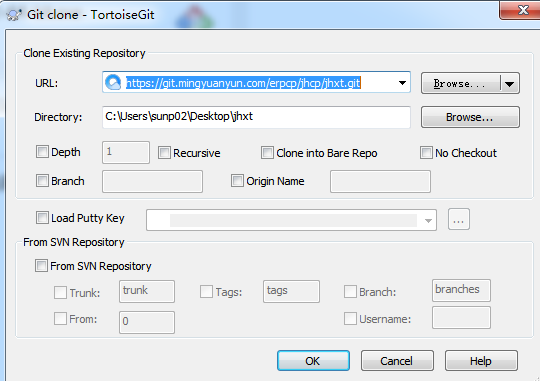 Git clone - TortoiseGit
Clone Existing Repository
URL: https://git.mingyuanyun.com/erpcp/jhcp/jhxt.git Browse...
Directory: C:\Users\sunp02\Desktop\jhxt Browse...
Depth 1 Recursive Clone into Bare Repo No Checkout
Branch Origin Name
Load Putty Key ...
From SVN Repository
From SVN Repository
Trunk: trunk Tags: tags Branch: branches
From: 0 Username:
OK Cancel Help